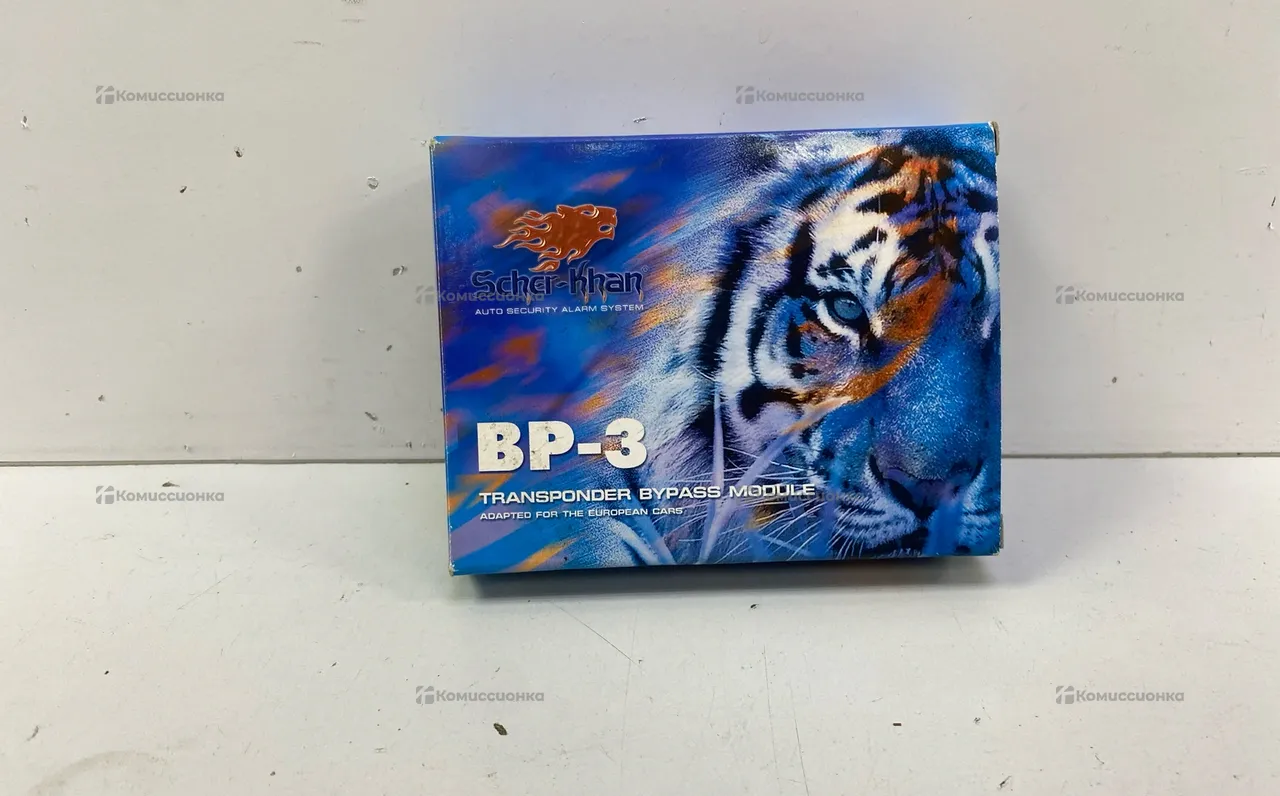 Комиссионка
Комиссионка
Scher-Khan
Комиссионка
Комиссионка
AUTO SECURITY ALARM SYSTEM
BP-3
TRANSPONDER BYPASS MODULE
Комиссионка
Комиссионка
ADAPTED FOR THE EUROPEAN CARS
Комиссионка
Комиссионка